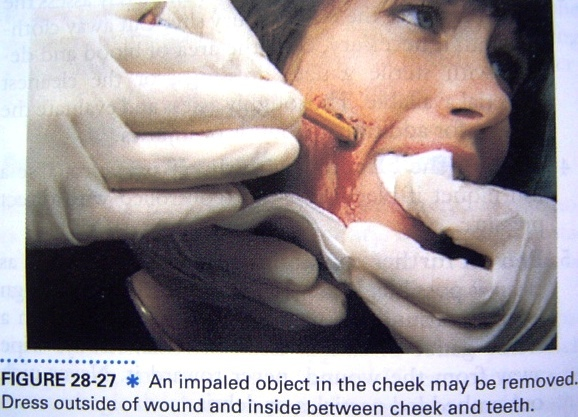 FIGURE 28-27 * An impaled object in the cheek may be removed.
Dress outside of wound and inside between cheek and teeth.